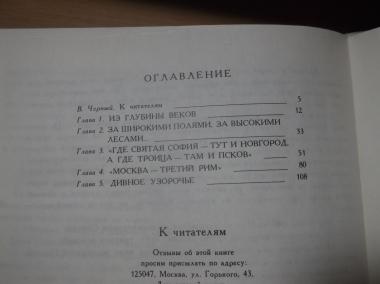 ОГЛАВЛЕНИЕ
В. Черный. К читателям 5
Глава 1. ИЗ ГЛУБИНЫ ВЕКОВ 12
Глава 2. ЗА ШИРОКИМИ ПОЛЯМИ, ЗА ВЫСОКИМИ
ЛЕСАМИ... 33
Глава 3. «ГДЕ СВЯТАЯ СОФИЯ — ТУТ И НОВГОРОД,
А ГДЕ ТРОИЦА — ТАМ И ПСКОВ» 51
Глава 4. «МОСКВА — ТРЕТИЙ РИМ» 80
Глава 5. ДИВНОЕ УЗОРОЧЬЕ 108
К читателям
Отзывы об этой книге
просим присылать по адресу:
125047, Москва, ул. Горького, 43.